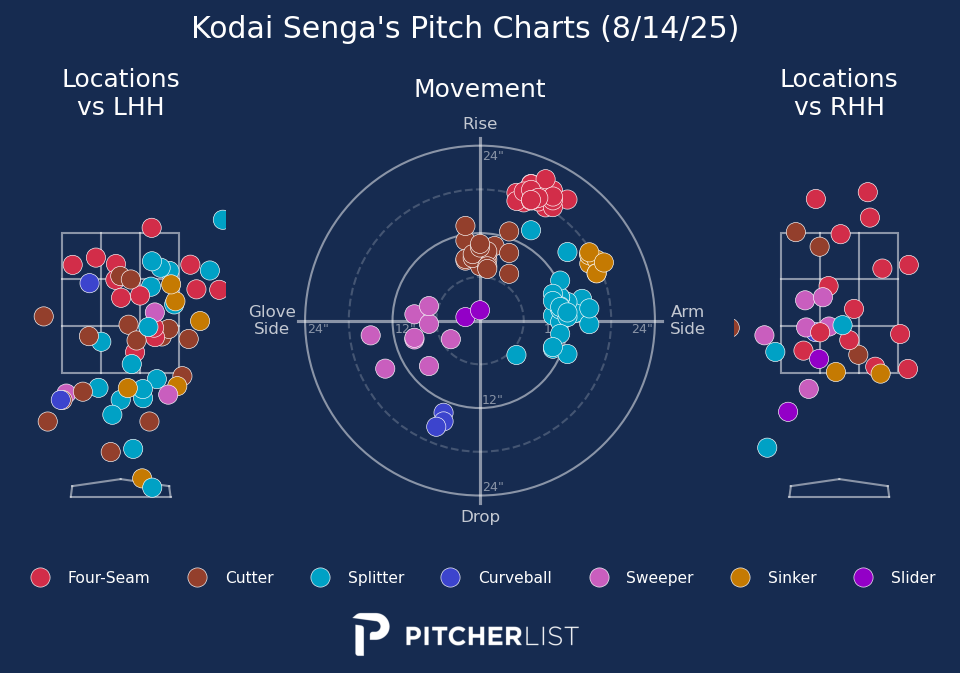 Kodai Senga's Pitch Charts (8/14/25)
Locations
vs LHH
Movement
Locations
vs RHH
Rise
24"
Glove
Side
24"
12"
24"
Arm
Side
12"
24"
Drop
Four-Seam
Cutter
Splitter
Curveball
Sweeper
Sinker
Slider
PITCHERLIST